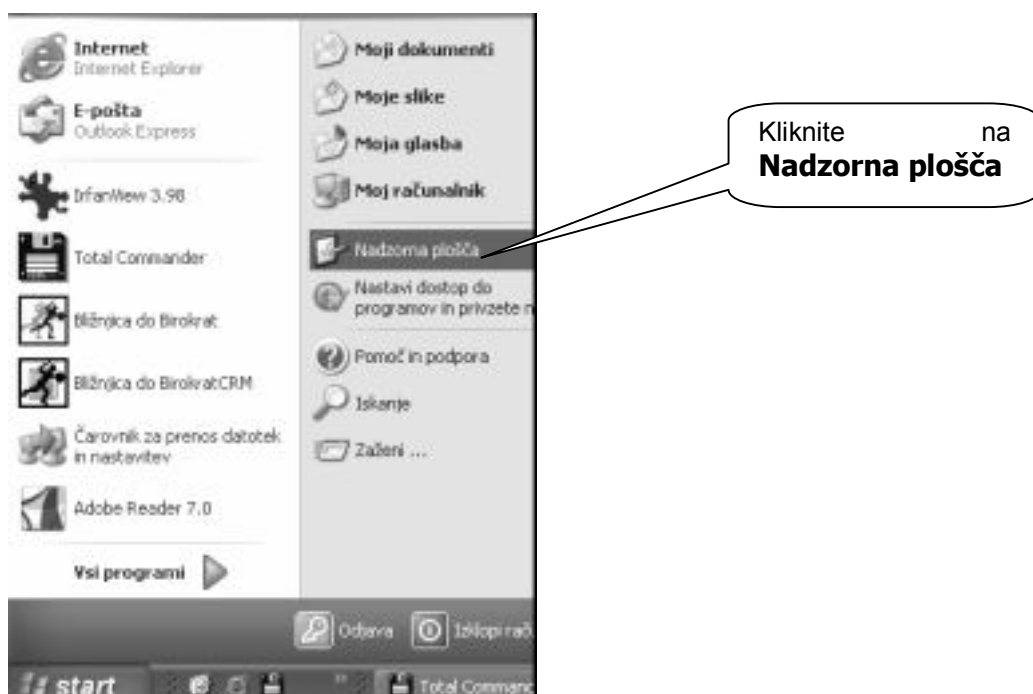 Internet
Internet Explorer
E-pošta
Outlook Express
IrfanView 3.98
Total Commander
Bližnjica do Birokrat
Bližnjica do BirokratCRM
Čarovnik za prenos datotek
in nastavitev
Adobe Reader 7.0
Vsi programi
Moji dokumenti
Moje slike
Moja glasba
Moj računalnik
Nadzorna plošča
Nastavi dostop do
programov in privzete n
Pomoč in podpora
Iskanje
Zaženi ...
Kliknite na
Nadzorna plošča
Odjava Izklopi rač
start Total Command